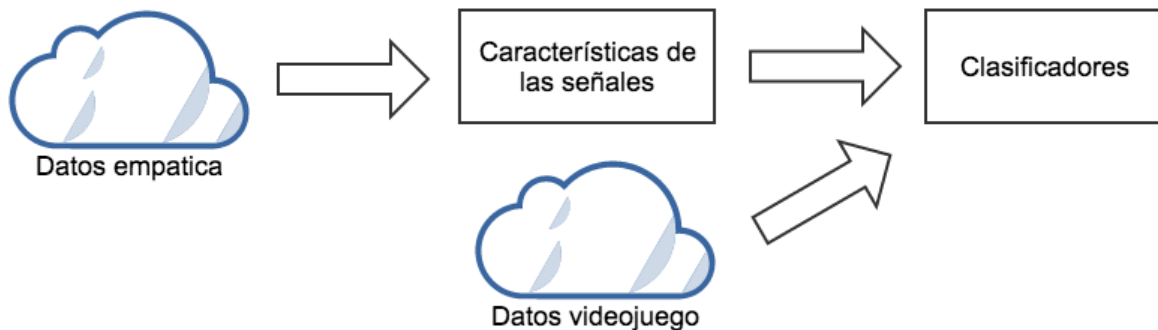 Características de
las señales
Clasificadores
Datos empatica
Datos videojuego